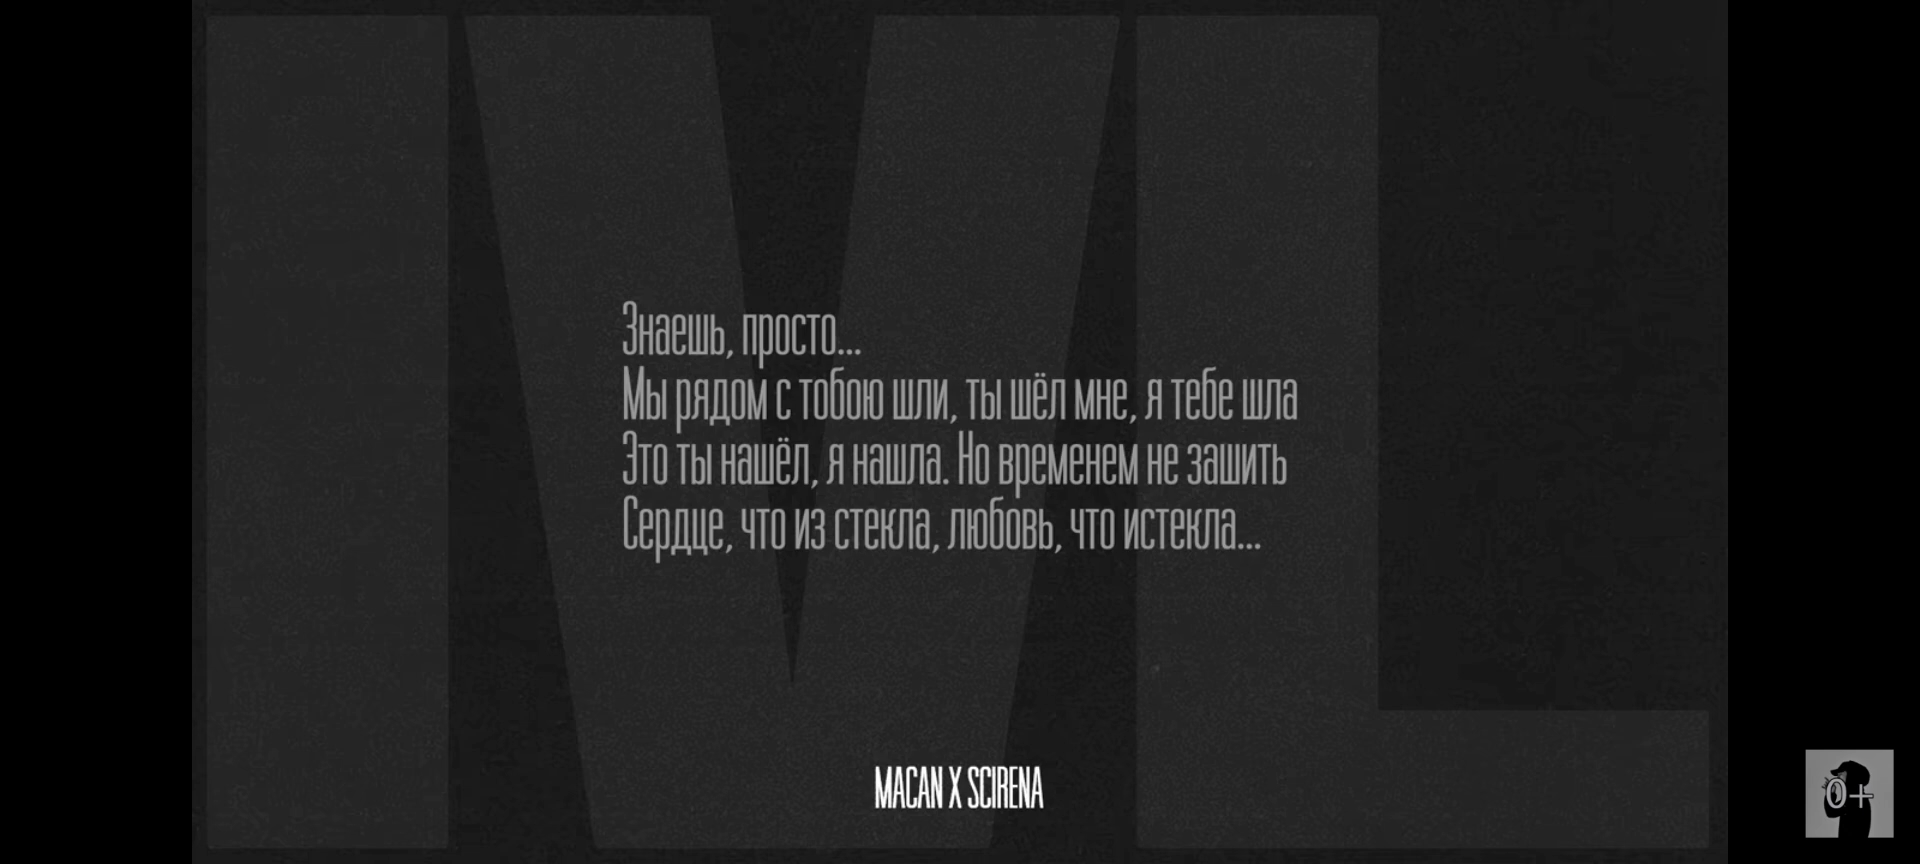 IVL
Знаешь, просто...
Мы рядом с тобою шли, ты шёл мне, я тебе шла
Это ты нашёл, я нашла. Но временем не зашить
Сердце, что из стекла, любовь, что истекла...
MACAN X SCIRENA
0+